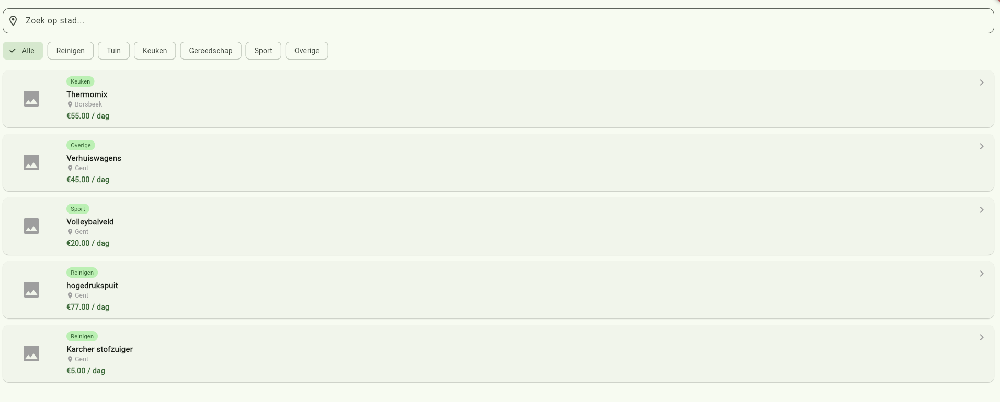 Zoek op stad...
Alle Reinigen Tuin Keuken Gereedschap Sport Overige
Keuken
Thermomix
Borsbeek
€55.00 / dag
Overige
Verhuiswagens
Gent
€45.00 / dag
Sport
Volleybalveld
Gent
€20.00 / dag
Reinigen
hogedrukspuit
Gent
€77.00 / dag
Reinigen
Karcher stofzuiger
Gent
€5.00 / dag